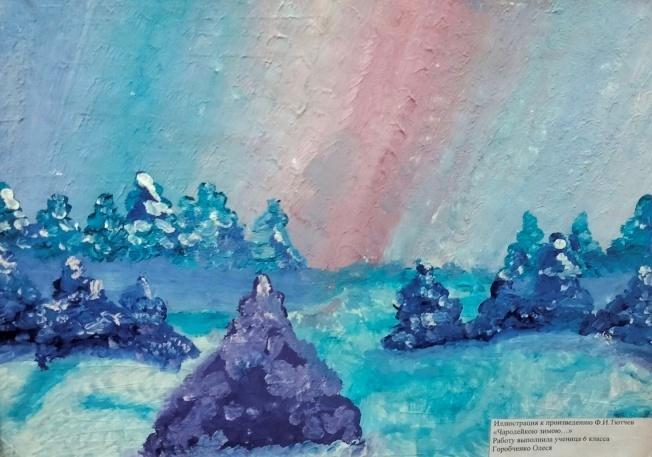 Иллюстрация к произведению Ф.И.Тютчев
«Чародейкою зимою…»
Работу выполнила ученица 6 класса
Горобченко Олеся